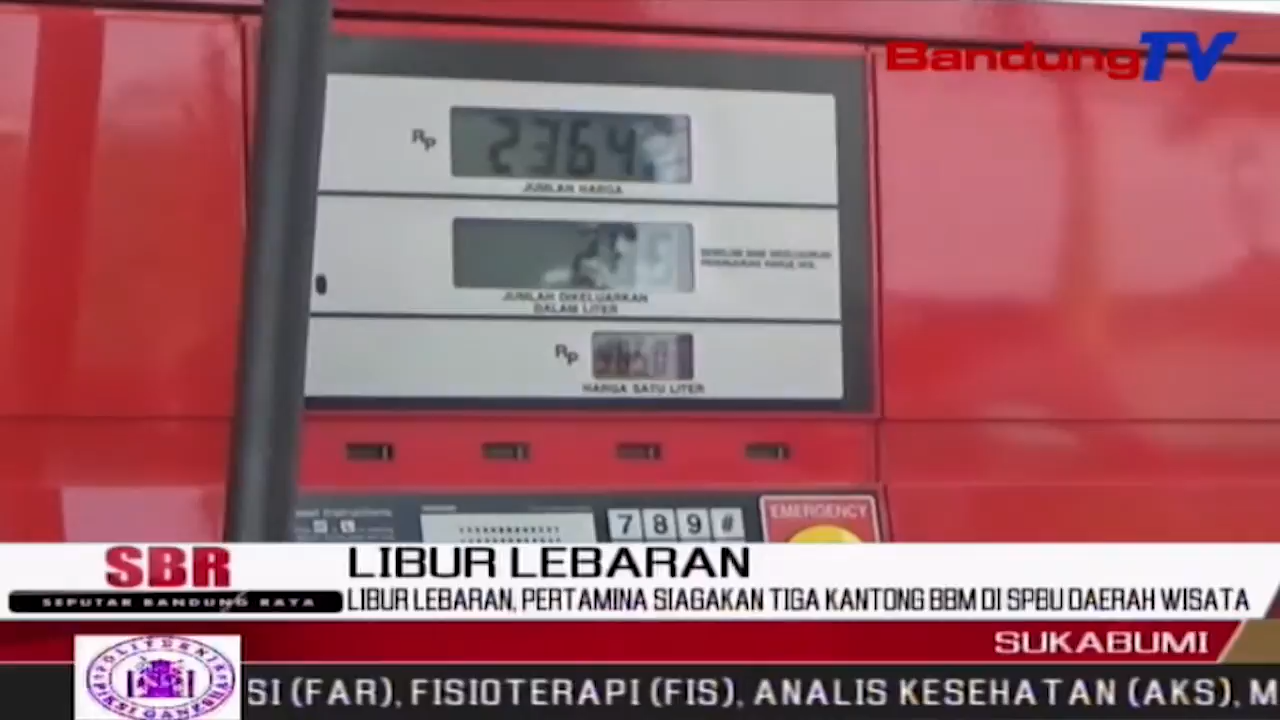 BandungTV
Rp 2364
JUMLAH HARGA
JUMLAH DIKELUARKAN
DALAM LITER
Rp
HARGA SATU LITER
7 8 9 #
EMERGENCY
SBR
SEPUTAR BANDUNG RAYA
LIBUR LEBARAN
LIBUR LEBARAN, PERTAMINA SIAGAKAN TIGA KANTONG BBM DI SPBU DAERAH WISATA
SUKABUMI
SI (FAR), FISIOTERAPI (FIS), ANALIS KESEHATAN (AKS), M